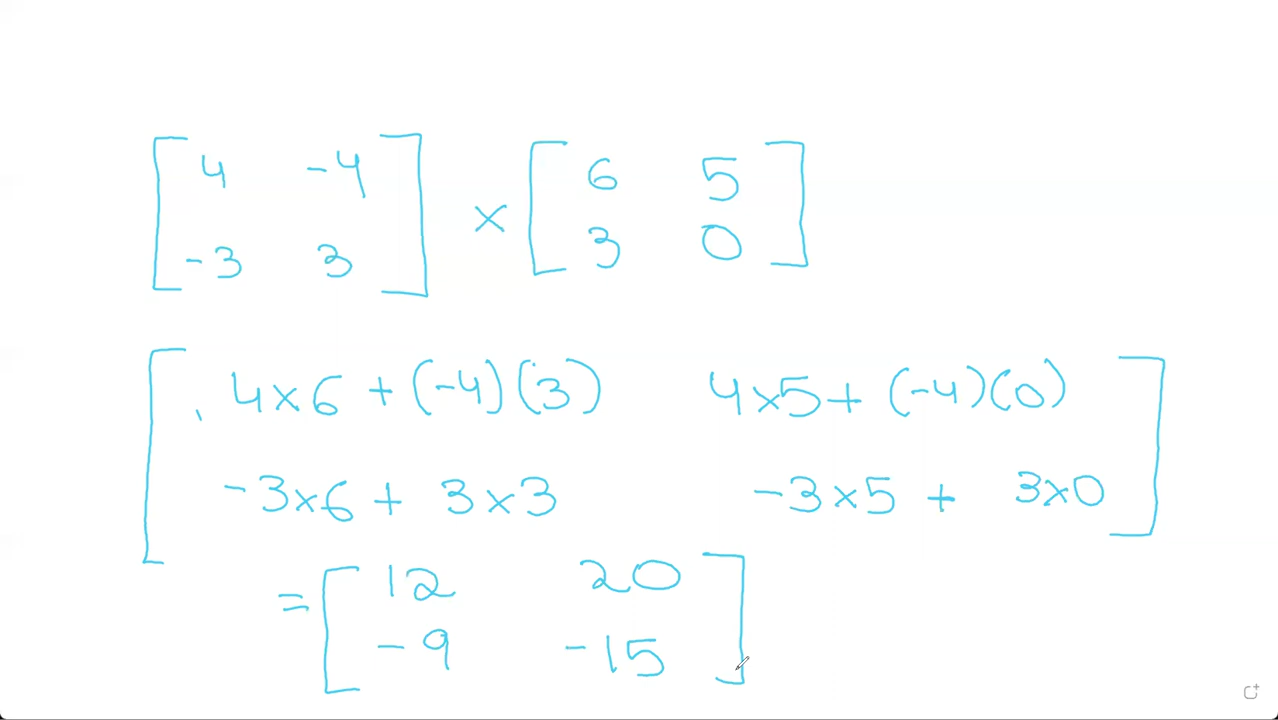 4 -4 6 5
×
-3 3 3 0
4×6 + (-4)(3) 4×5 + (-4)(0)
-3×6 + 3×3 -3×5 + 3×0
= 12 20
-9 -15